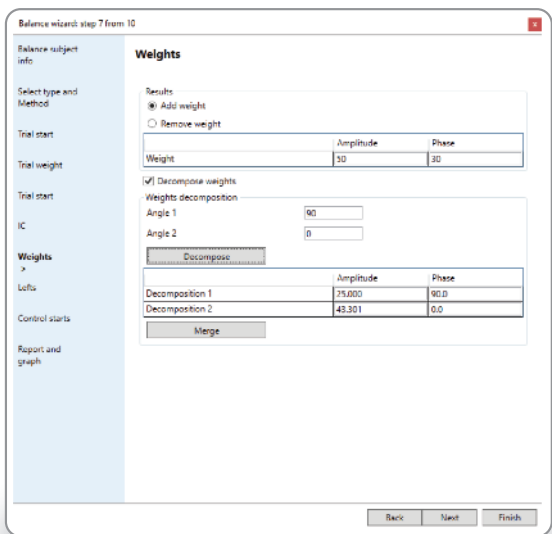 Balance wizard: step 7 from 10
x
Balance subject
info
Select type and
Method
Trial start
Trial weight
Trial start
IC
Weights
>
Lefts
Control starts
Report and
graph
Weights
Results
Add weight
Remove weight
Amplitude Phase
Weight 50 30
Decompose weights
Weights decomposition
Angle 1 90
Angle 2 0
Decompose
Amplitude Phase
Decomposition 1 25.000 90.0
Decomposition 2 43.301 0.0
Merge
Back Next Finish